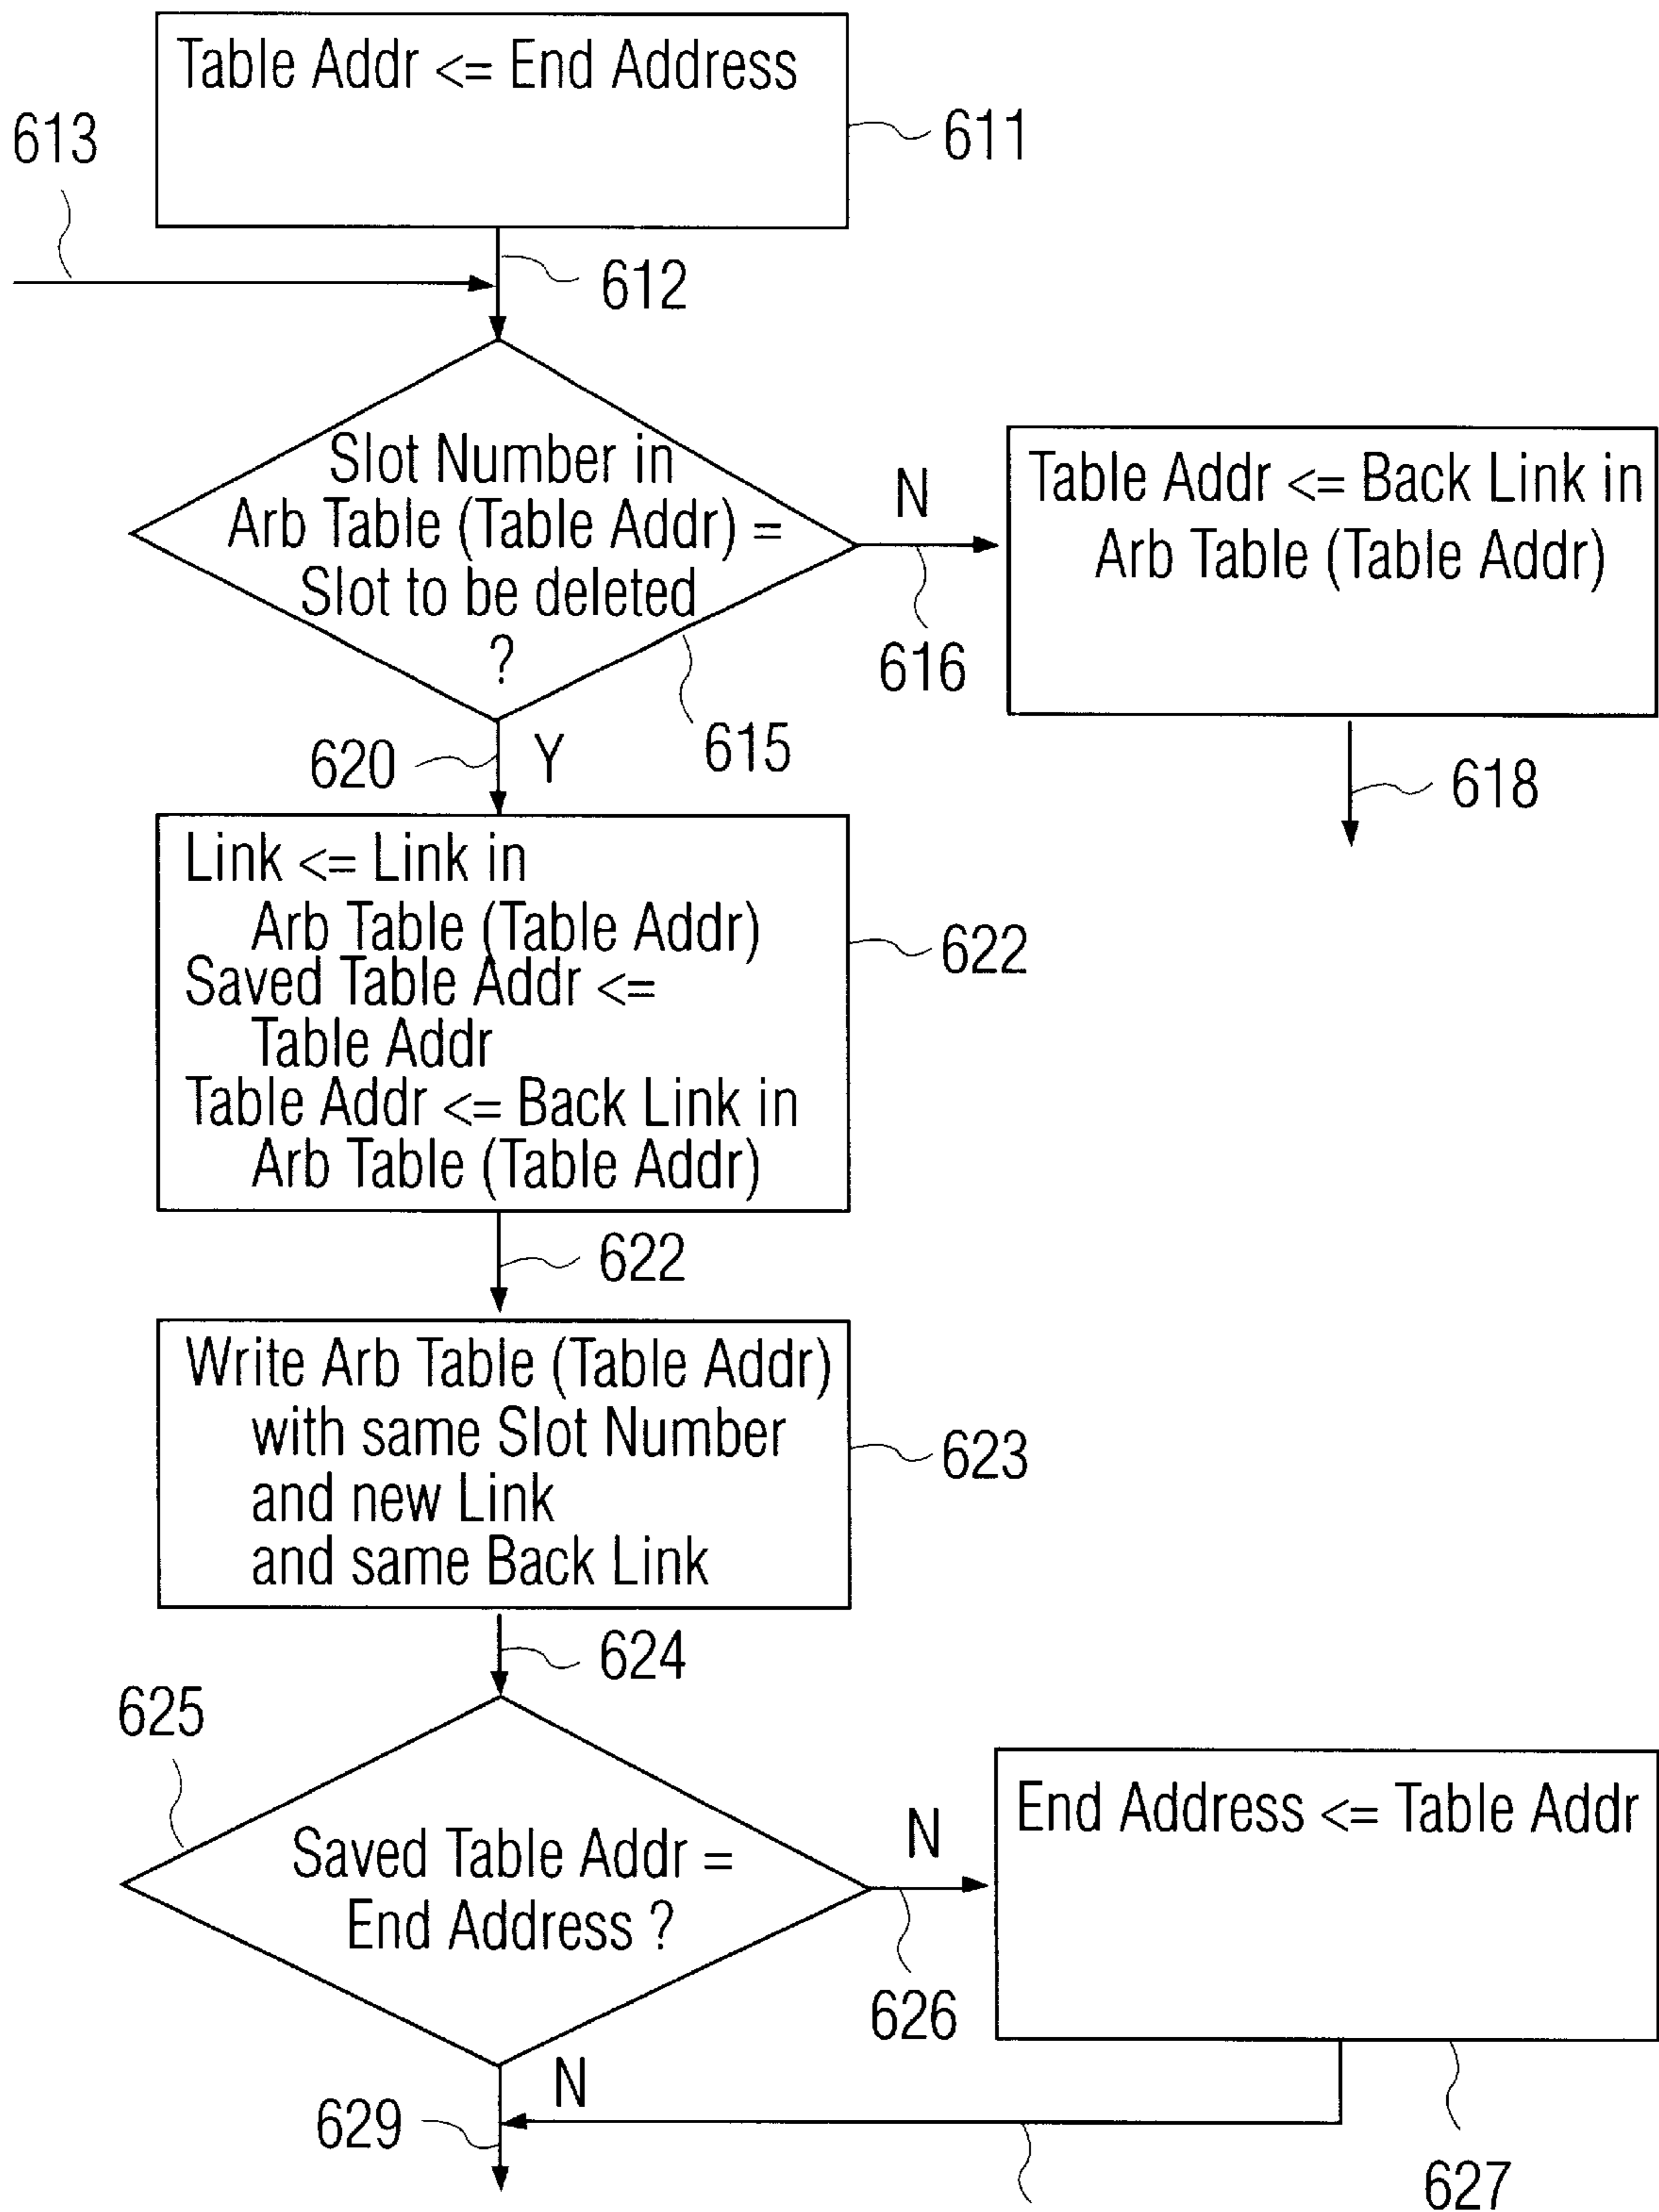 Table Addr <= End Address
613
611
612
Slot Number in
Arb Table (Table Addr) =
Slot to be deleted
?
N
616
Table Addr <= Back Link in
Arb Table (Table Addr)
615
620
Y
618
Link <= Link in
Arb Table (Table Addr)
Saved Table Addr <=
Table Addr
Table Addr <= Back Link in
Arb Table (Table Addr)
622
622
Write Arb Table (Table Addr)
with same Slot Number
and new Link
and same Back Link
623
624
625
Saved Table Addr =
End Address ?
N
626
End Address <= Table Addr
N
629
627